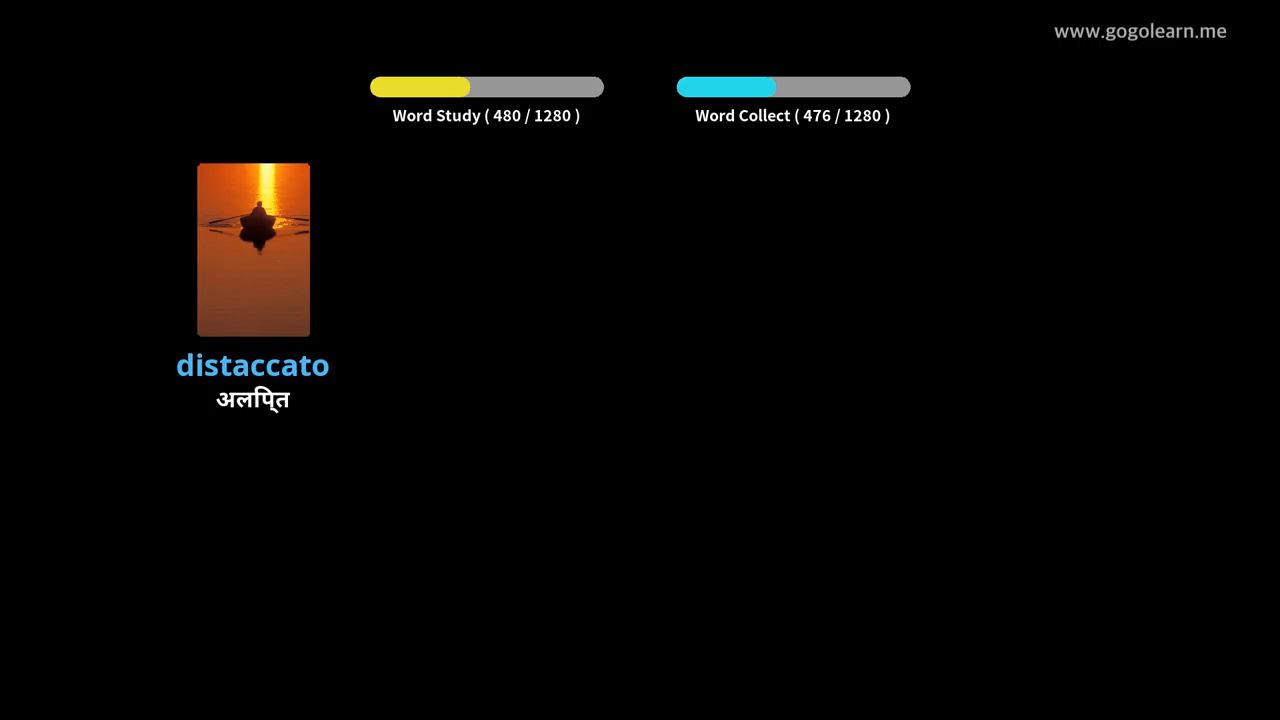 www.gogolearn.me
Word Study ( 480 / 1280 )
Word Collect ( 476 / 1280 )
distaccato
अलप्ति